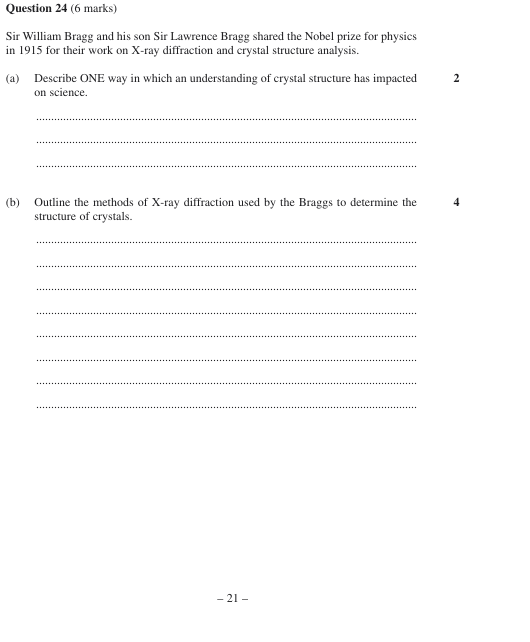 Question 24 (6 marks)
Sir William Bragg and his son Sir Lawrence Bragg shared the Nobel prize for physics
in 1915 for their work on X-ray diffraction and crystal structure analysis.
(a) Describe ONE way in which an understanding of crystal structure has impacted 2
on science.
(b) Outline the methods of X-ray diffraction used by the Braggs to determine the 4
structure of crystals.
– 21 –